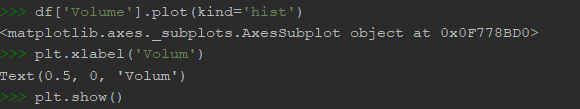 >>> df['Volume'].plot(kind='hist')
<matplotlib.axes._subplots.AxesSubplot object at 0x0F778BD0>
>>> plt.xlabel('Volum')
Text(0.5, 0, 'Volum')
>>> plt.show()